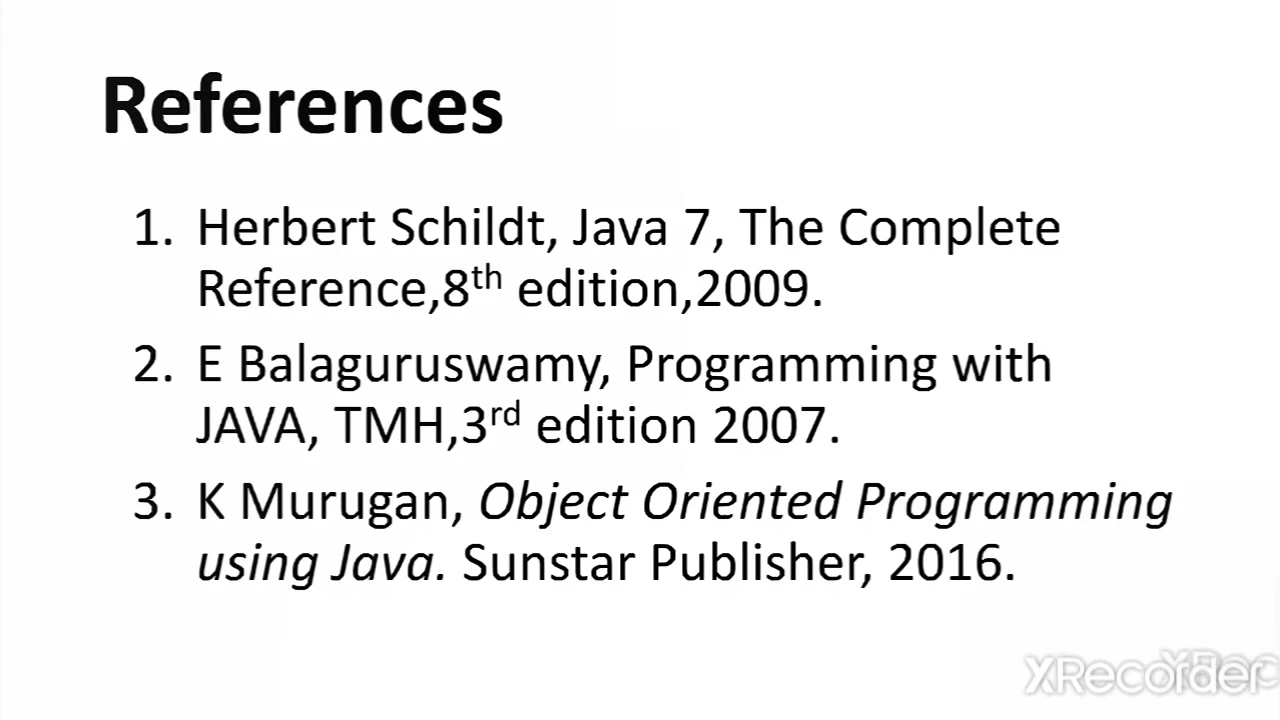 References
1. Herbert Schildt, Java 7, The Complete
Reference,8th edition,2009.
2. E Balaguruswamy, Programming with
JAVA, TMH,3rd edition 2007.
3. K Murugan, Object Oriented Programming
using Java. Sunstar Publisher, 2016.
XRecorder